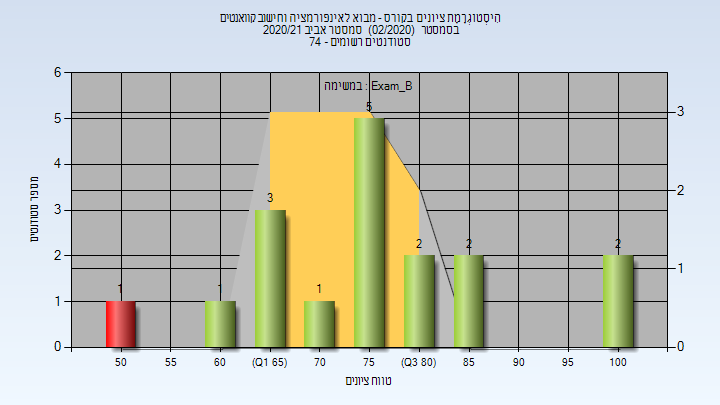 היסטוגרמת ציונים בקורס - מבוא לאינפורמציה וחישוב קוואנטים
בסמסטר (02/2020) סמסטר אביב 2020/21
סטודנטים רשומים - 74
במשימה : Exam_B
6
5
4
3
2
1
0
3
2
1
0
מספר סטודנטים
1
1
3
1
5
2
2
2
50 55 60 (Q1 65) 70 75 (Q3 80) 85 90 95 100
טווח ציונים